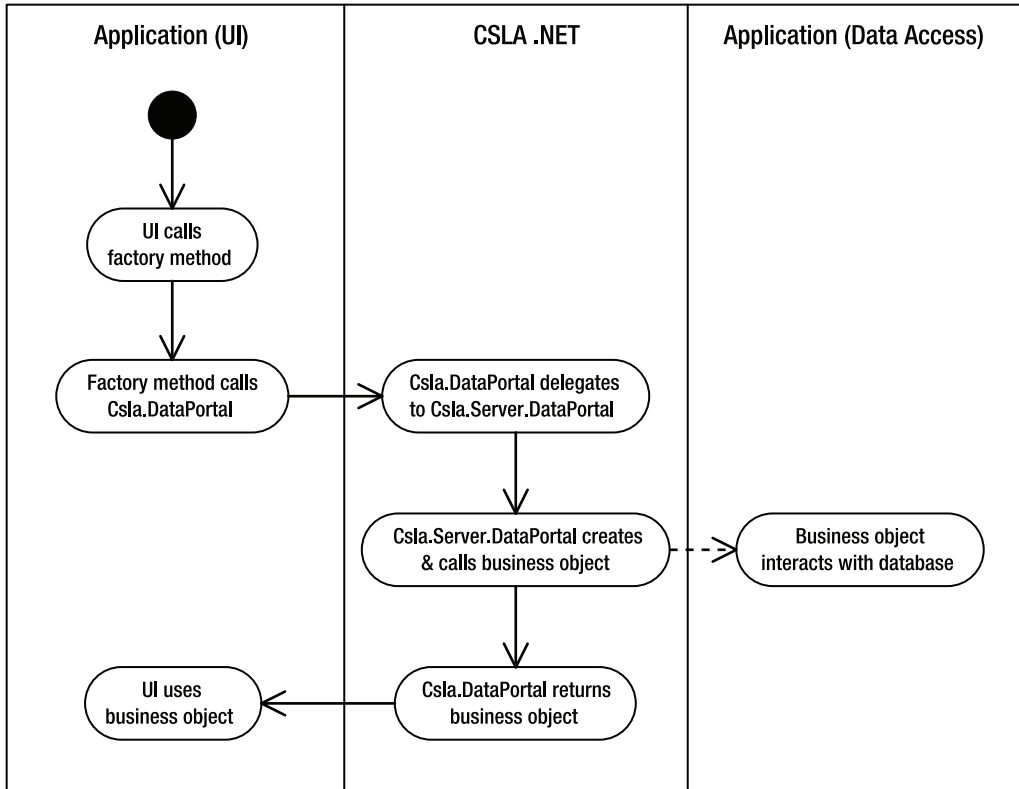 Application (UI)
CSLA .NET
Application (Data Access)
UI calls
factory method
Factory method calls
Csla.DataPortal
Csla.DataPortal delegates
to Csla.Server.DataPortal
Csla.Server.DataPortal creates
& calls business object
Business object
interacts with database
UI uses
business object
Csla.DataPortal returns
business object